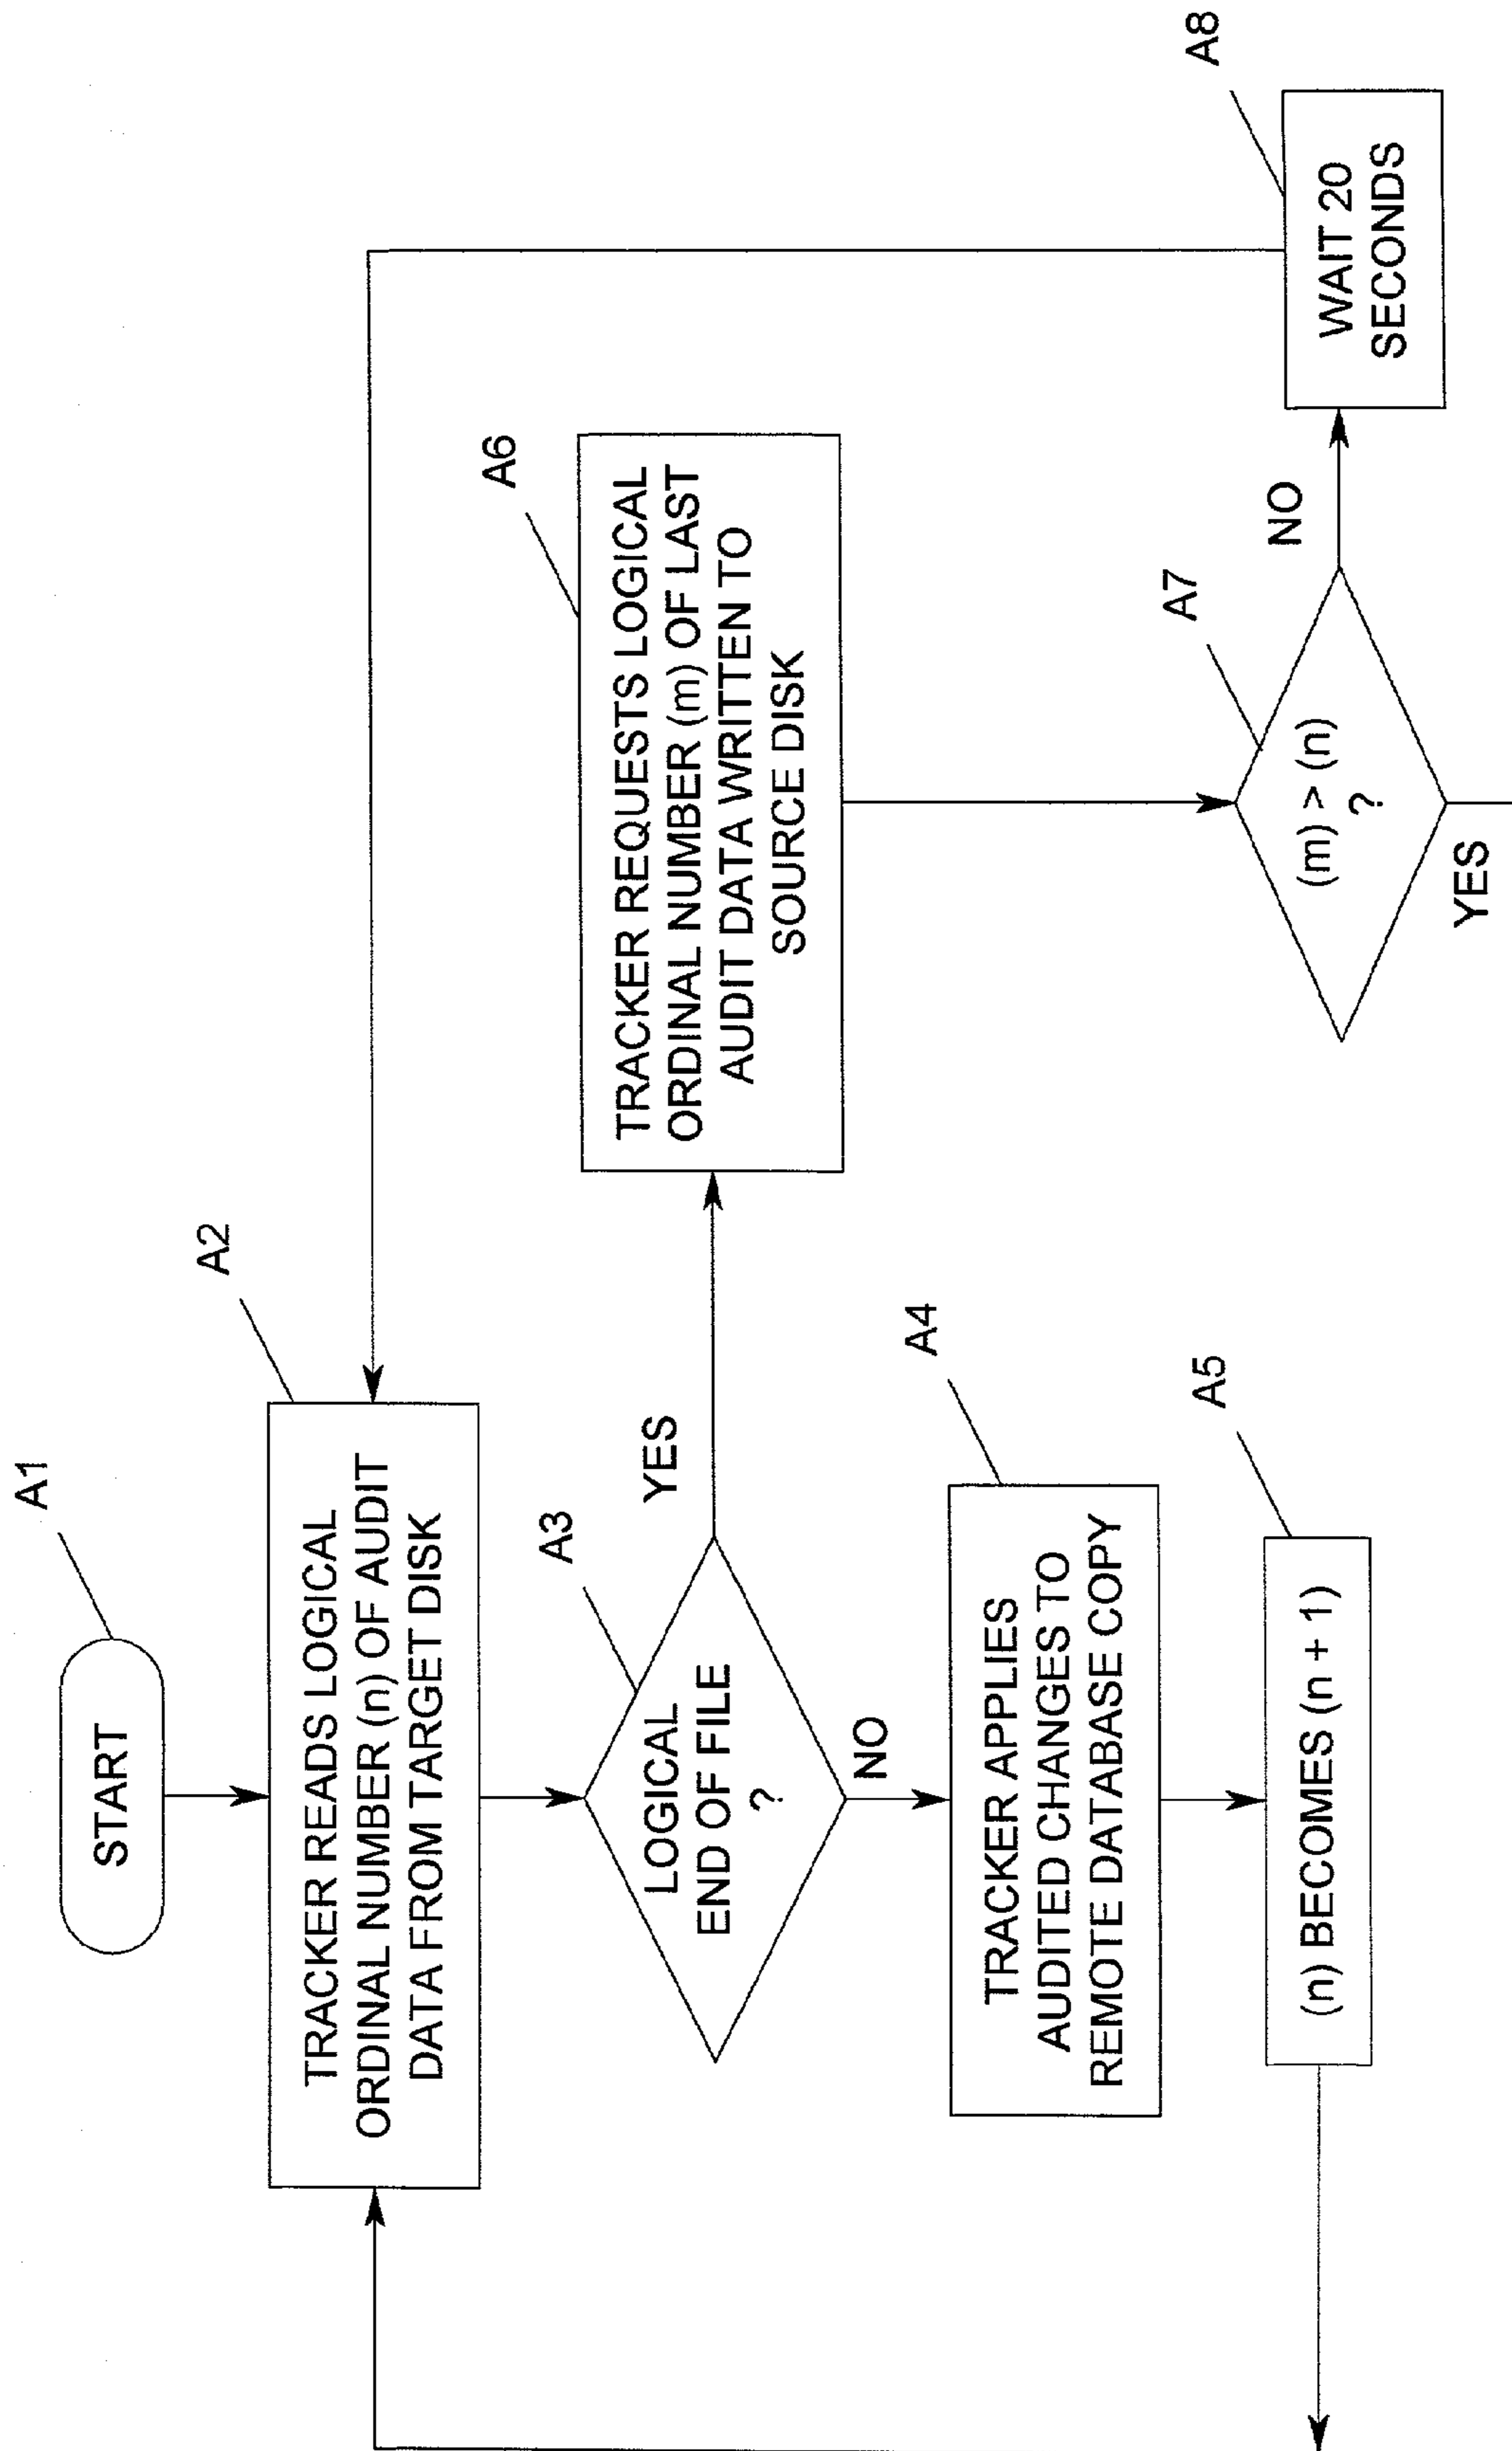 A1
START
A2
TRACKER READS LOGICAL
ORDINAL NUMBER (n) OF AUDIT
DATA FROM TARGET DISK
A3
LOGICAL
END OF FILE
?
YES
NO
A4
TRACKER APPLIES
AUDITED CHANGES TO
REMOTE DATABASE COPY
A5
(n) BECOMES (n + 1)
A6
TRACKER REQUESTS LOGICAL
ORDINAL NUMBER (m) OF LAST
AUDIT DATA WRITTEN TO
SOURCE DISK
A7
(m) > (n)
?
NO
YES
A8
WAIT 20
SECONDS